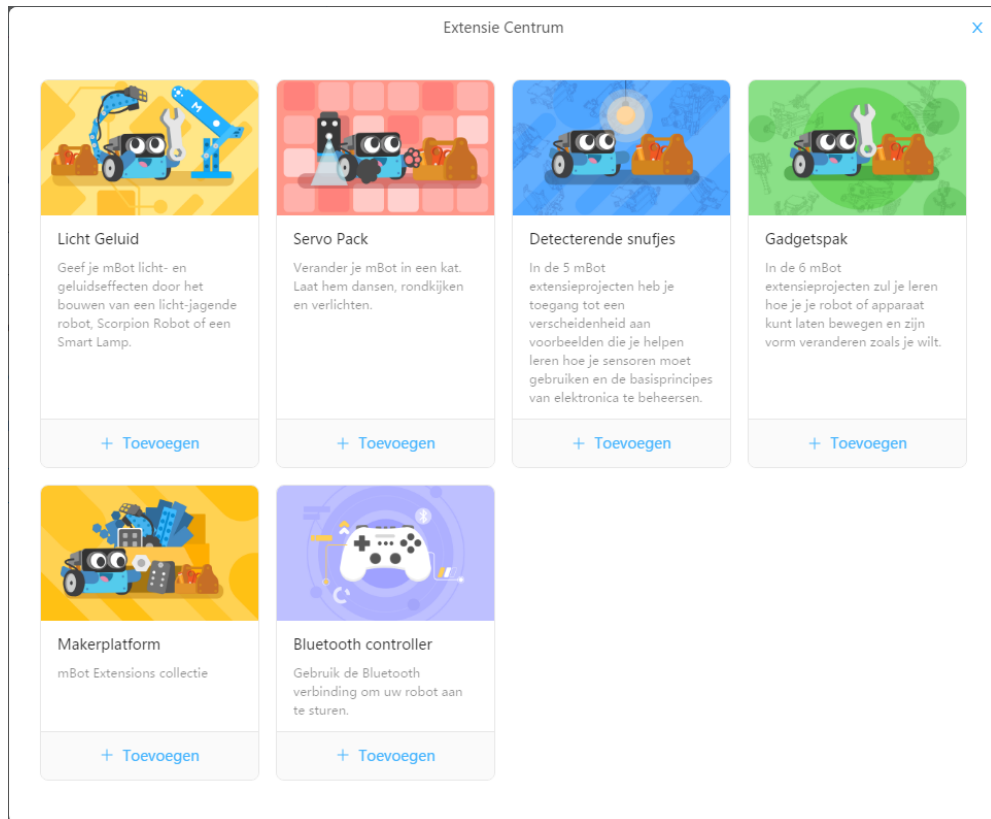 Extensie Centrum
X
Licht Geluid
Geef je mBot licht- en
geluidseffecten door het
bouwen van een licht-jagende
robot, Scorpion Robot of een
Smart Lamp.
+ Toevoegen
Servo Pack
Verander je mBot in een kat.
Laat hem dansen, rondkijken
en verlichten.
+ Toevoegen
Detecterende snufjes
In de 5 mBot
extensieprojecten heb je
toegang tot een
verscheidenheid aan
voorbeelden die je helpen
leren hoe je sensoren moet
gebruiken en de basisprincipes
van elektronica te beheersen.
+ Toevoegen
Gadgetspak
In de 6 mBot
extensieprojecten zul je leren
hoe je je robot of apparaat
kunt laten bewegen en zijn
vorm veranderen zoals je wilt.
+ Toevoegen
Makerplatform
mBot Extensions collectie
+ Toevoegen
Bluetooth controller
Gebruik de Bluetooth
verbinding om uw robot aan
te sturen.
+ Toevoegen